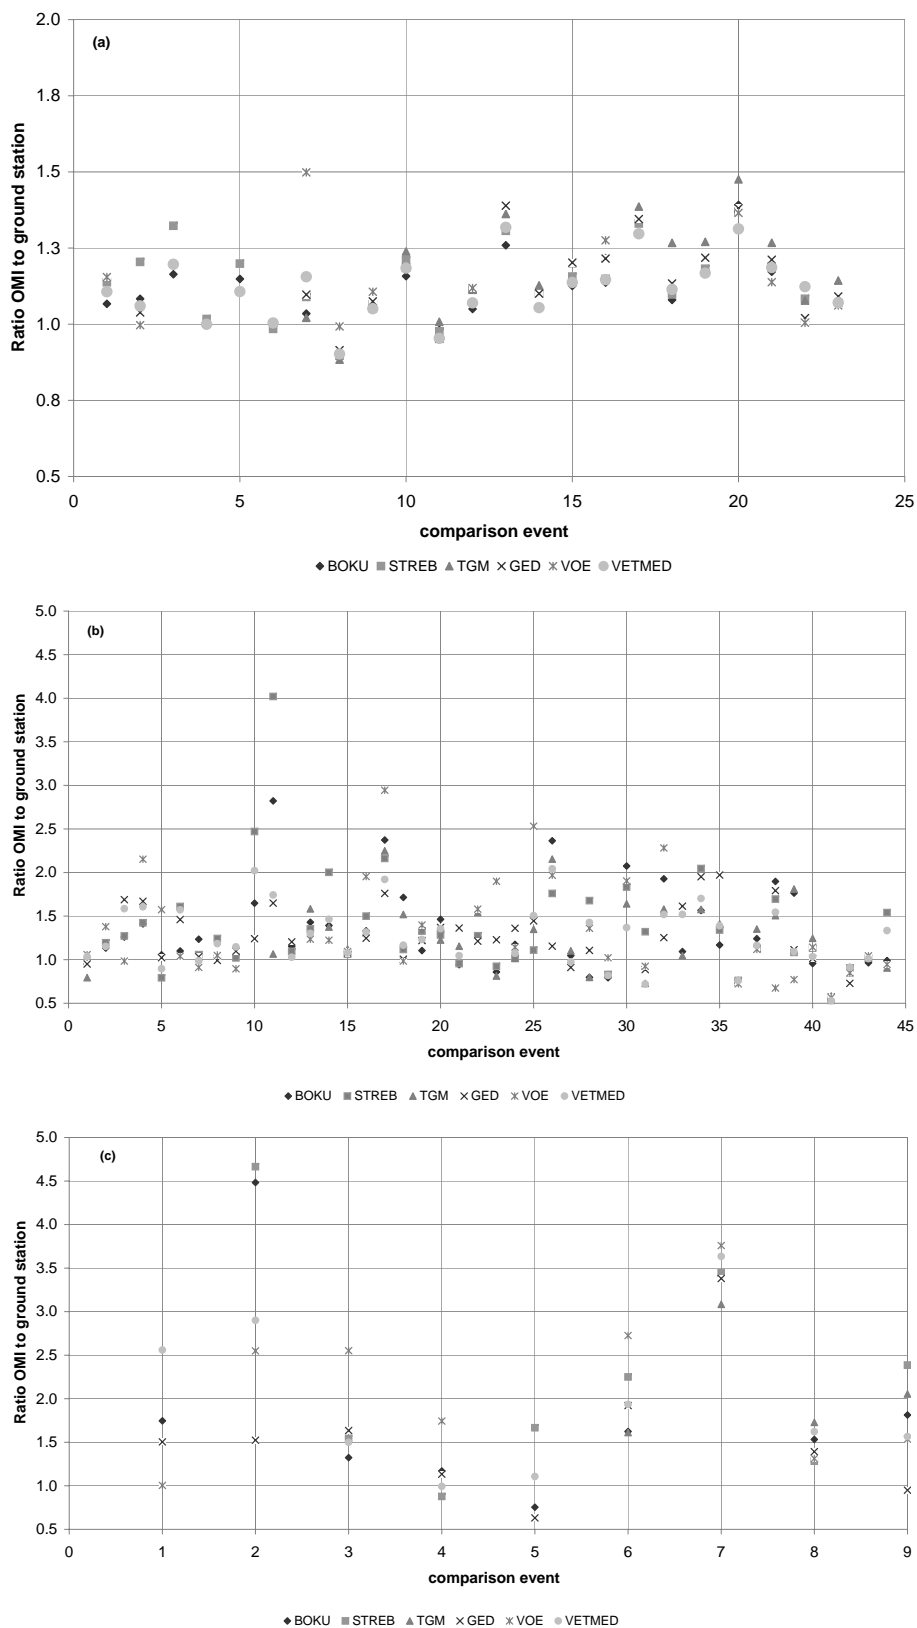 2.0
(a)
1.8
1.5
1.3
1.0
0.8
0.5
Ratio OMI to ground station
0 5 10 15 20 25
comparison event
BOKU STREB TGM GED VOE VETMED
5.0
(b)
4.5
4.0
3.5
3.0
2.5
2.0
1.5
1.0
0.5
Ratio OMI to ground station
0 5 10 15 20 25 30 35 40 45
comparison event
BOKU STREB TGM GED VOE VETMED
5.0
(c)
4.5
4.0
3.5
3.0
2.5
2.0
1.5
1.0
0.5
Ratio OMI to ground station
0 1 2 3 4 5 6 7 8 9
comparison event
BOKU STREB TGM GED VOE VETMED